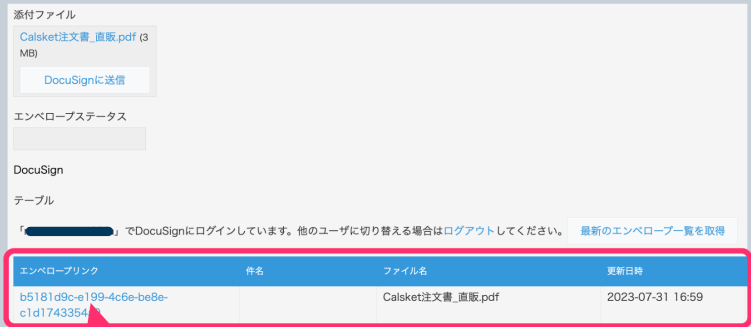 添付ファイル
Calsket注文書_直販.pdf (3
MB)
DocuSignに送信
エンベロープステータス
DocuSign
テーブル
「 」でDocuSignにログインしています。他のユーザに切り替える場合はログアウトしてください。 最新のエンベロープ一覧を取得
エンベロープリンク 件名 ファイル名 更新日時
b5181d9c-e199-4c6e-be8e- Calsket注文書_直販.pdf 2023-07-31 16:59